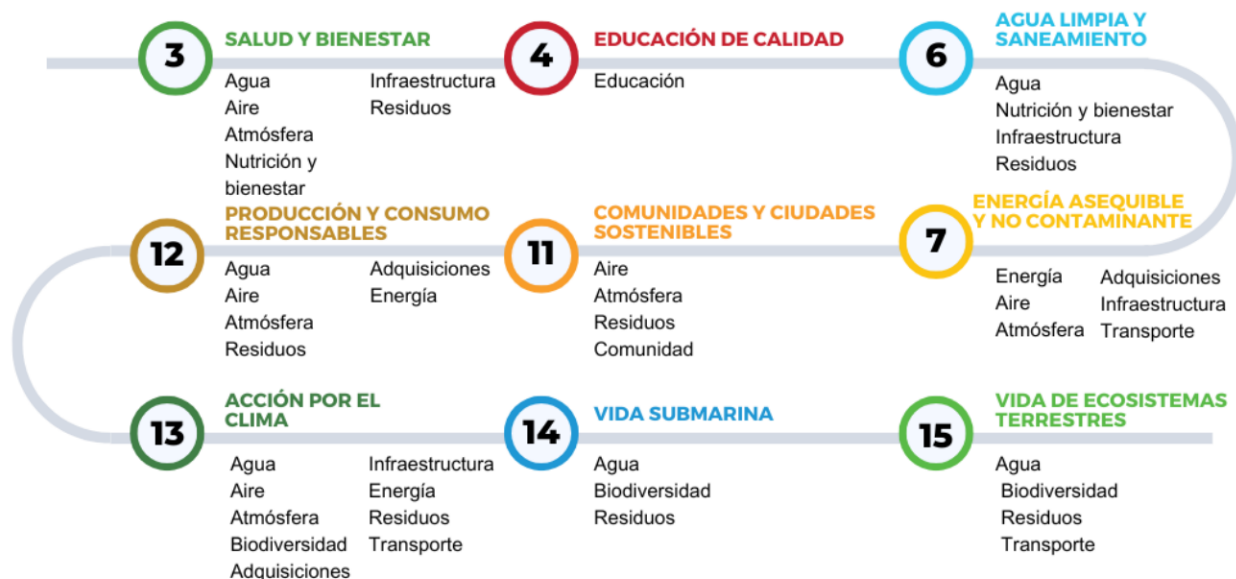 3
SALUD Y BIENESTAR
Agua
Aire
Atmósfera
Nutrición y
bienestar
Infraestructura
Residuos
4
EDUCACIÓN DE CALIDAD
Educación
6
AGUA LIMPIA Y
SANEAMIENTO
Agua
Nutrición y bienestar
Infraestructura
Residuos
12
PRODUCCIÓN Y CONSUMO
RESPONSABLES
Agua
Aire
Atmósfera
Residuos
Adquisiciones
Energía
11
COMUNIDADES Y CIUDADES
SOSTENIBLES
Aire
Atmósfera
Residuos
Comunidad
7
ENERGÍA ASEQUIBLE
Y NO CONTAMINANTE
Energía
Aire
Atmósfera
Adquisiciones
Infraestructura
Transporte
13
ACCIÓN POR EL
CLIMA
Agua
Aire
Atmósfera
Biodiversidad
Adquisiciones
Infraestructura
Energía
Residuos
Transporte
14
VIDA SUBMARINA
Agua
Biodiversidad
Residuos
15
VIDA DE ECOSISTEMAS
TERRESTRES
Agua
Biodiversidad
Residuos
Transporte